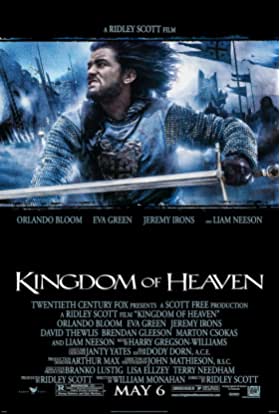 A RIDLEY SCOTT FILM
ORLANDO BLOOM EVA GREEN JEREMY IRONS AND LIAM NEESON
KINGDOM OF HEAVEN
TWENTIETH CENTURY FOX PRESENTS A SCOTT FREE PRODUCTION
A RIDLEY SCOTT FILM "KINGDOM OF HEAVEN"
ORLANDO BLOOM EVA GREEN JEREMY IRONS
DAVID THEWLIS BRENDAN GLEESON MARTON CSOKAS
AND LIAM NEESON HARRY GREGSON-WILLIAMS
JANTY YATES DODY DORN, A.C.E.
ARTHUR MAX JOHN MATHIESON, B.S.C.
BRANKO LUSTIG LISA ELLZEY TERRY NEEDHAM
RIDLEY SCOTT WILLIAM MONAHAN RIDLEY SCOTT
R
MAY 6